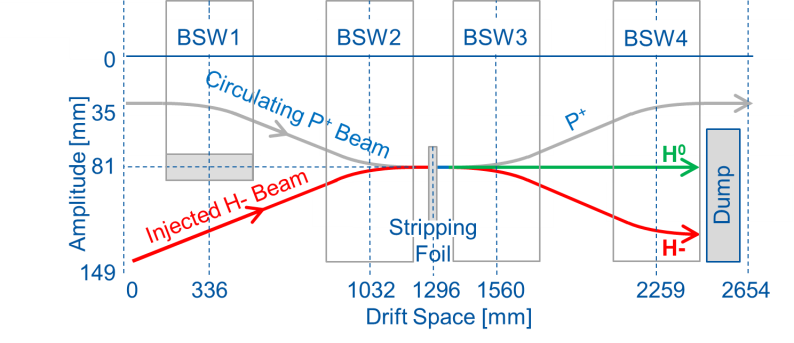 BSW1 BSW2 BSW3 BSW4
0
Circulating P⁺ Beam
P⁺
35
Amplitude [mm]
81
H⁰
Injected H- Beam
Dump
Stripping
Foil
H-
149
0 336 1032 1296 1560 2259 2654
Drift Space [mm]